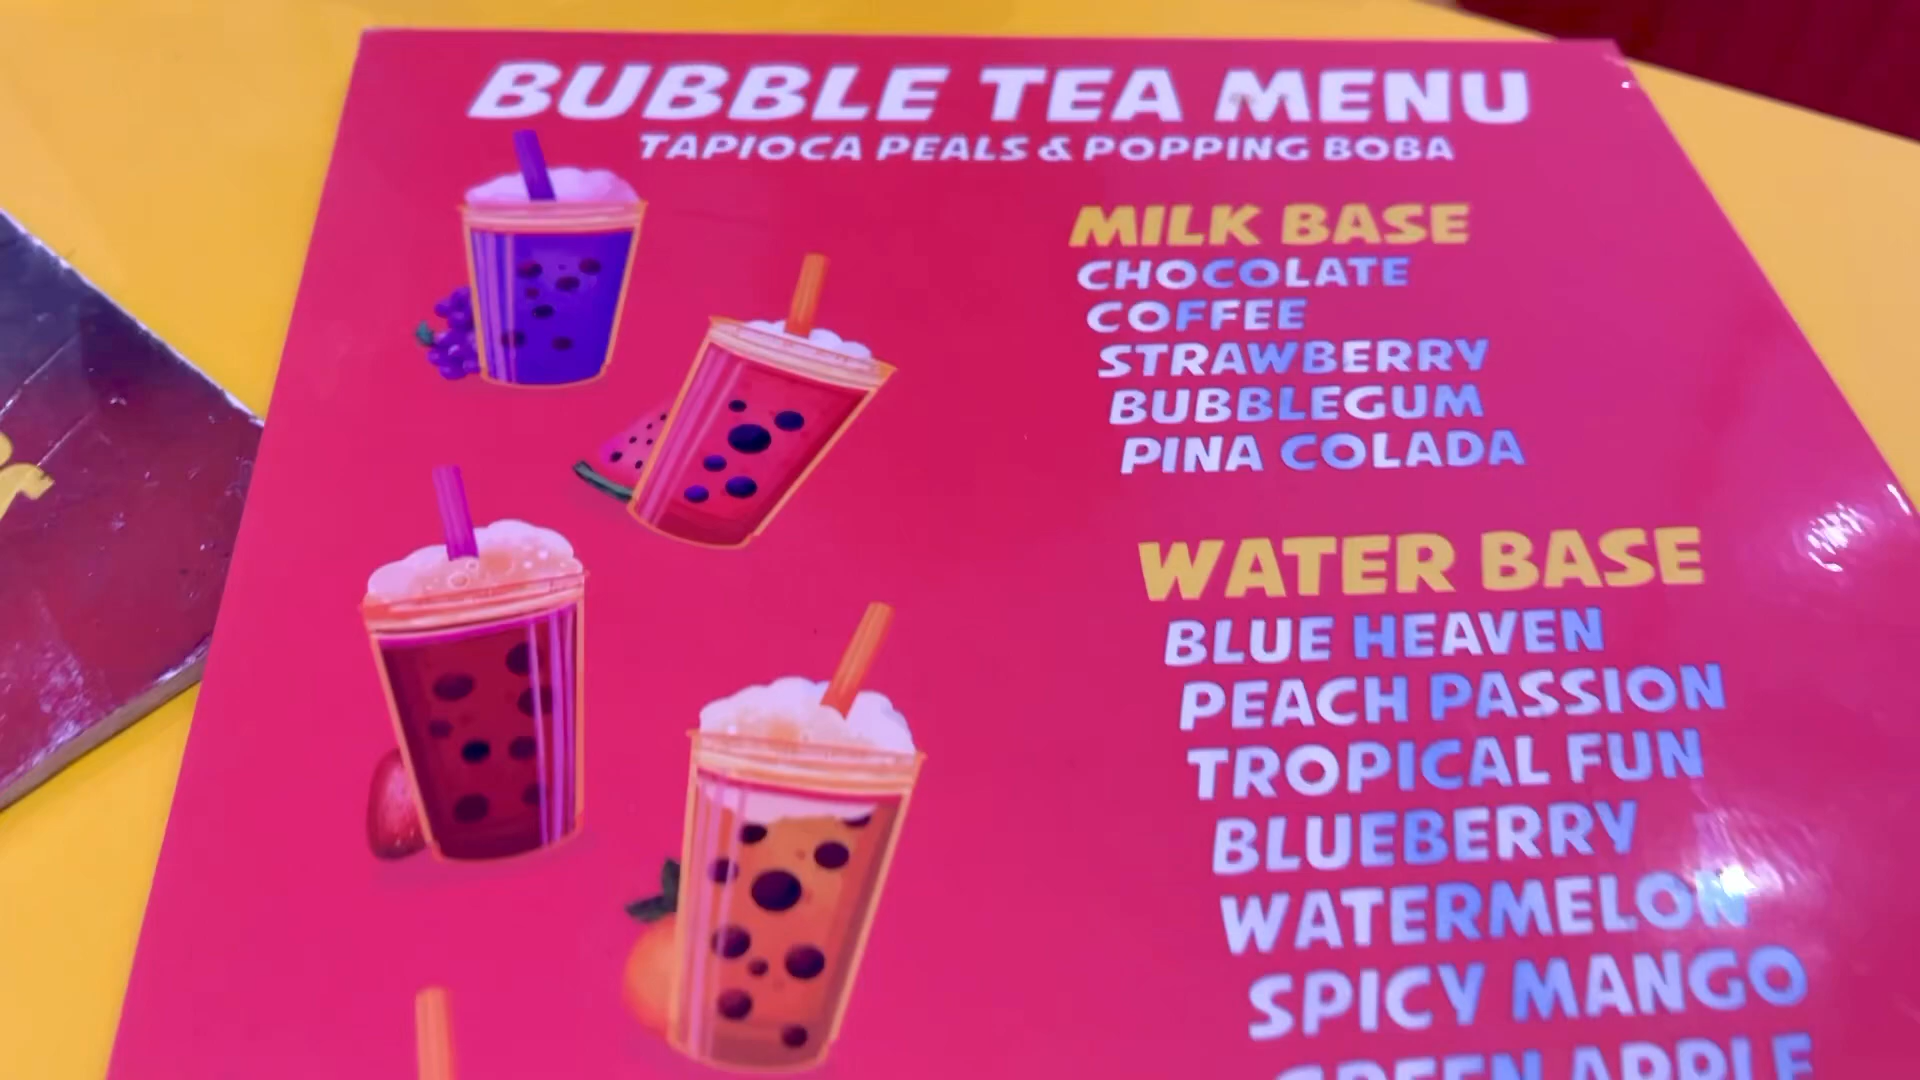 BUBBLE TEA MENU
TAPIOCA PEALS & POPPING BOBA
MILK BASE
CHOCOLATE
COFFEE
STRAWBERRY
BUBBLEGUM
PINA COLADA
WATER BASE
BLUE HEAVEN
PEACH PASSION
TROPICAL FUN
BLUEBERRY
WATERMELON
SPICY MANGO
GREEN APPLE